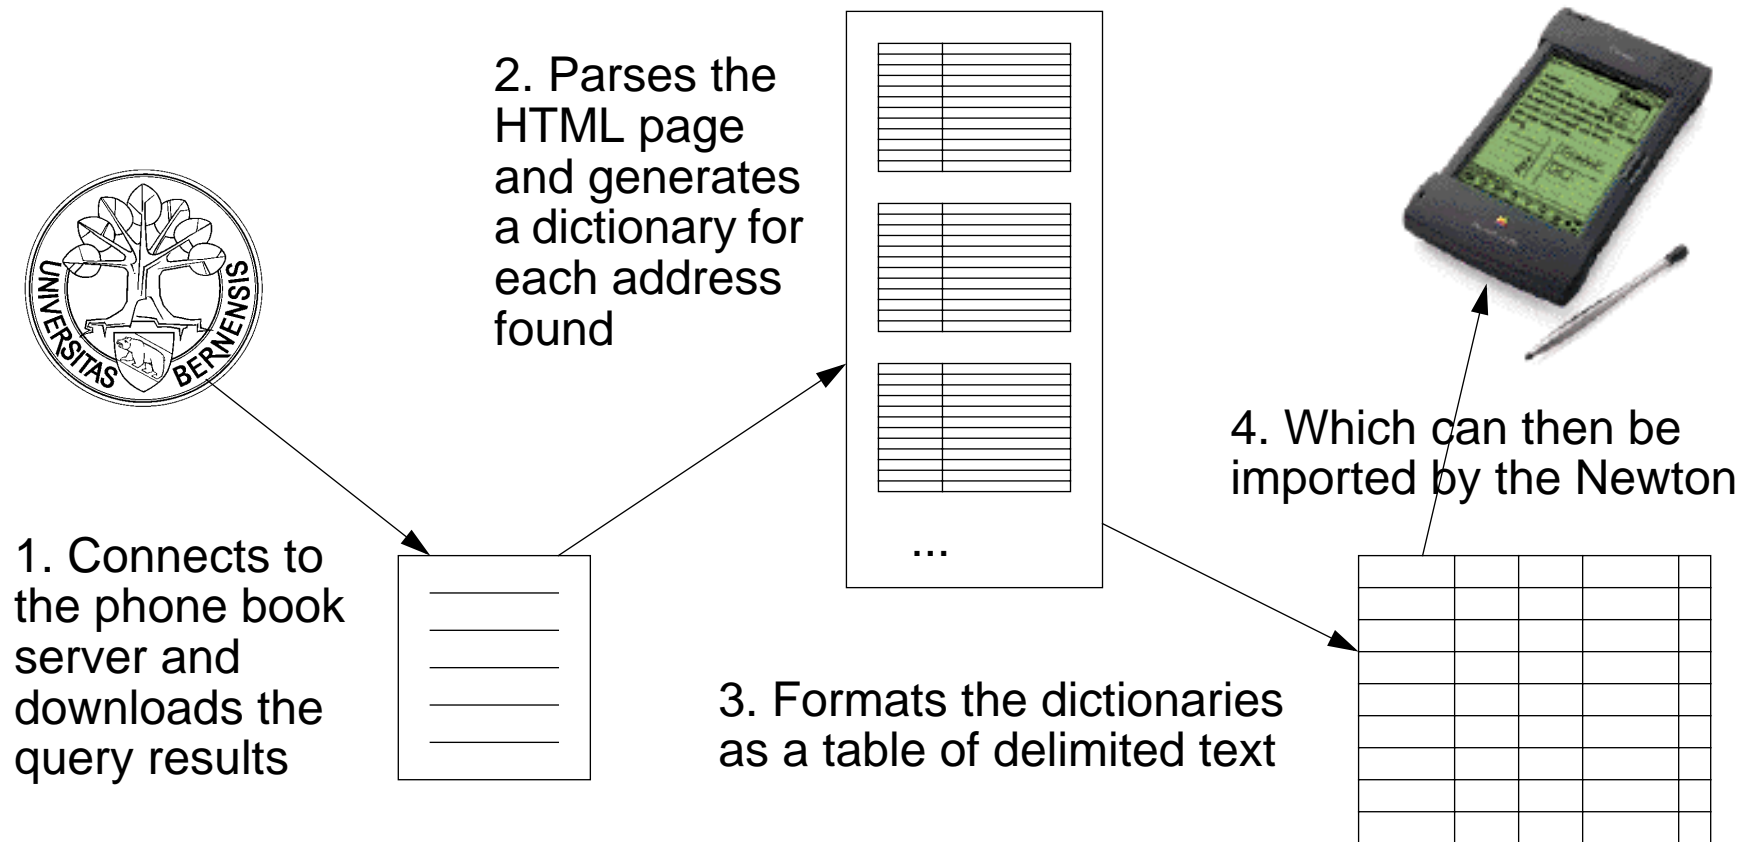 UNIVERSITAS BERNENSIS
1. Connects to
the phone book
server and
downloads the
query results
2. Parses the
HTML page
and generates
a dictionary for
each address
found
...
3. Formats the dictionaries
as a table of delimited text
4. Which can then be
imported by the Newton